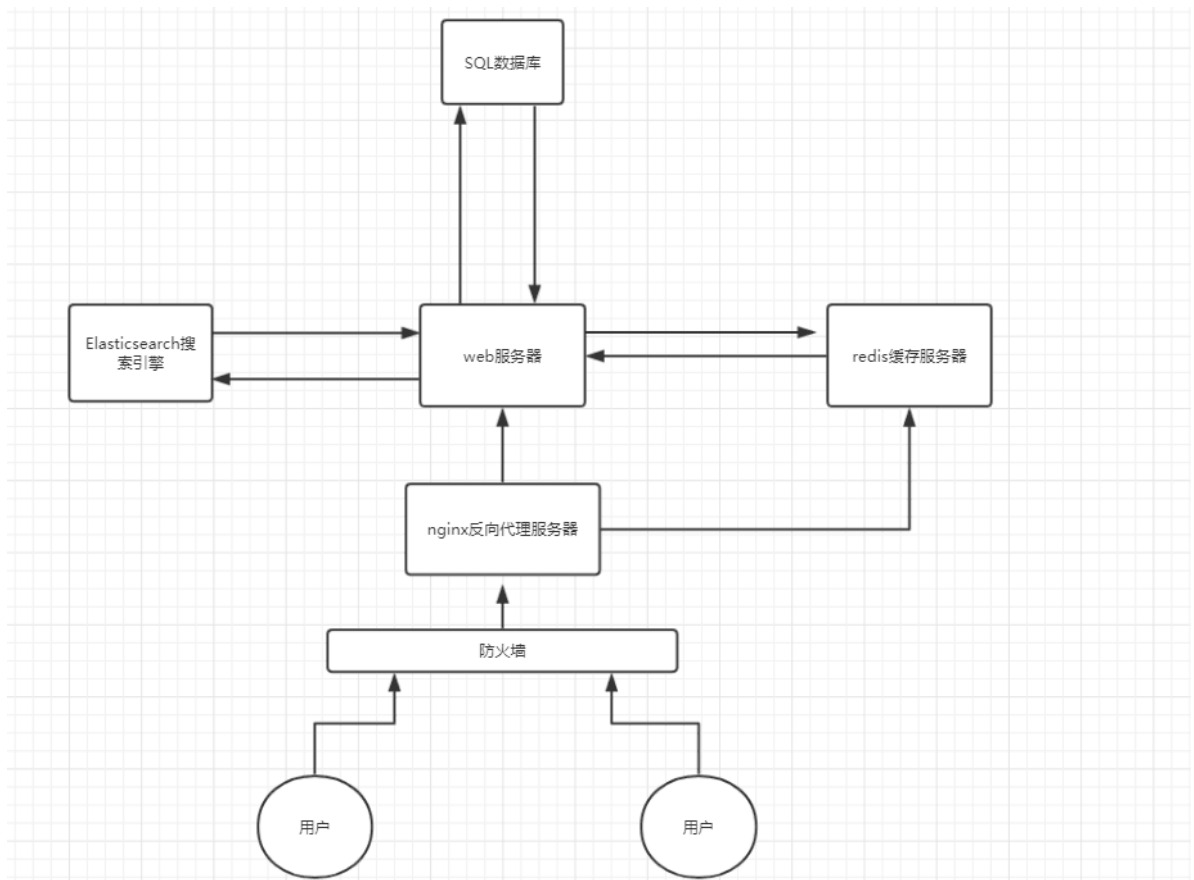 SQL数据库
Elasticsearch搜
索引擎
web服务器
redis缓存服务器
nginx反向代理服务器
防火墙
用户
用户